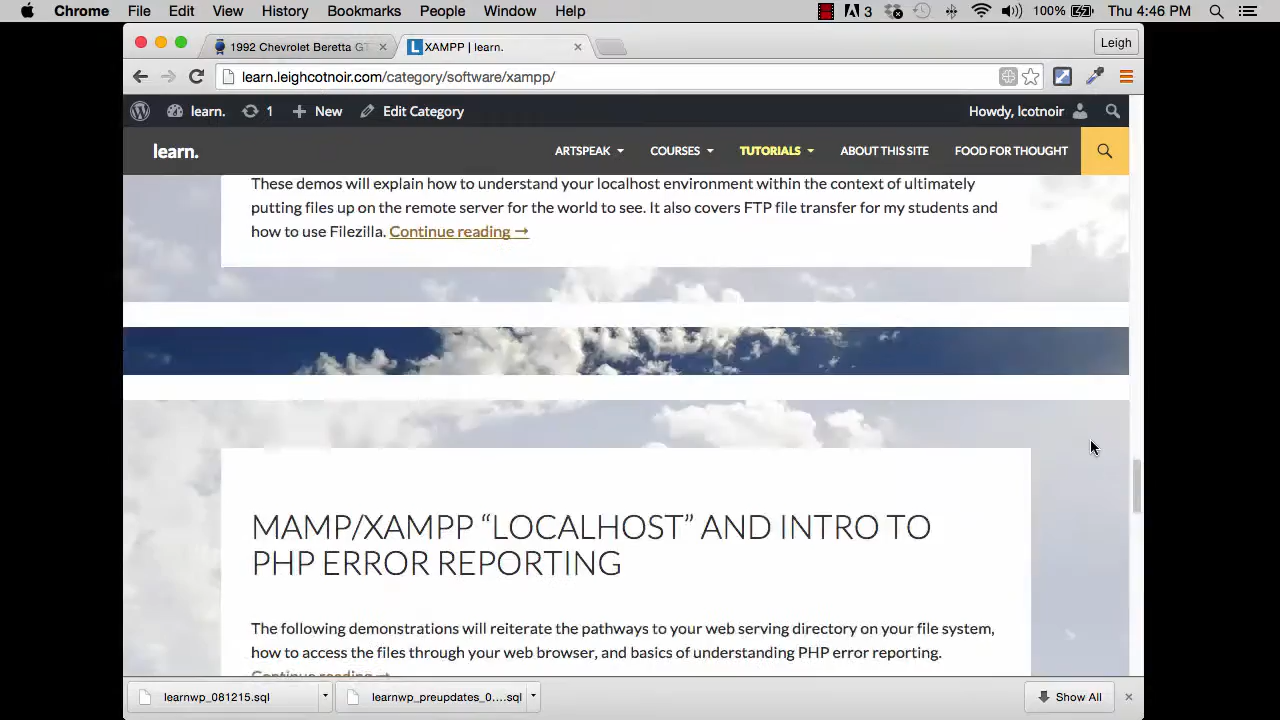 Chrome File Edit View History Bookmarks People Window Help 3 100% Thu 4:46 PM
1992 Chevrolet Beretta GT XAMPP | learn. Leigh
learn.leighcotnoir.com/category/software/xampp/
learn. 1 New Edit Category Howdy, lcotnoir
learn. ARTSPEAK COURSES TUTORIALS ABOUT THIS SITE FOOD FOR THOUGHT
These demos will explain how to understand your localhost environment within the context of ultimately
putting files up on the remote server for the world to see. It also covers FTP file transfer for my students and
how to use Filezilla. Continue reading →
MAMP/XAMPP “LOCALHOST” AND INTRO TO
PHP ERROR REPORTING
The following demonstrations will reiterate the pathways to your web serving directory on your file system,
how to access the files through your web browser, and basics of understanding PHP error reporting.
Continue reading →
learnwp_081215.sql learnwp_preupdates_0....sql Show All